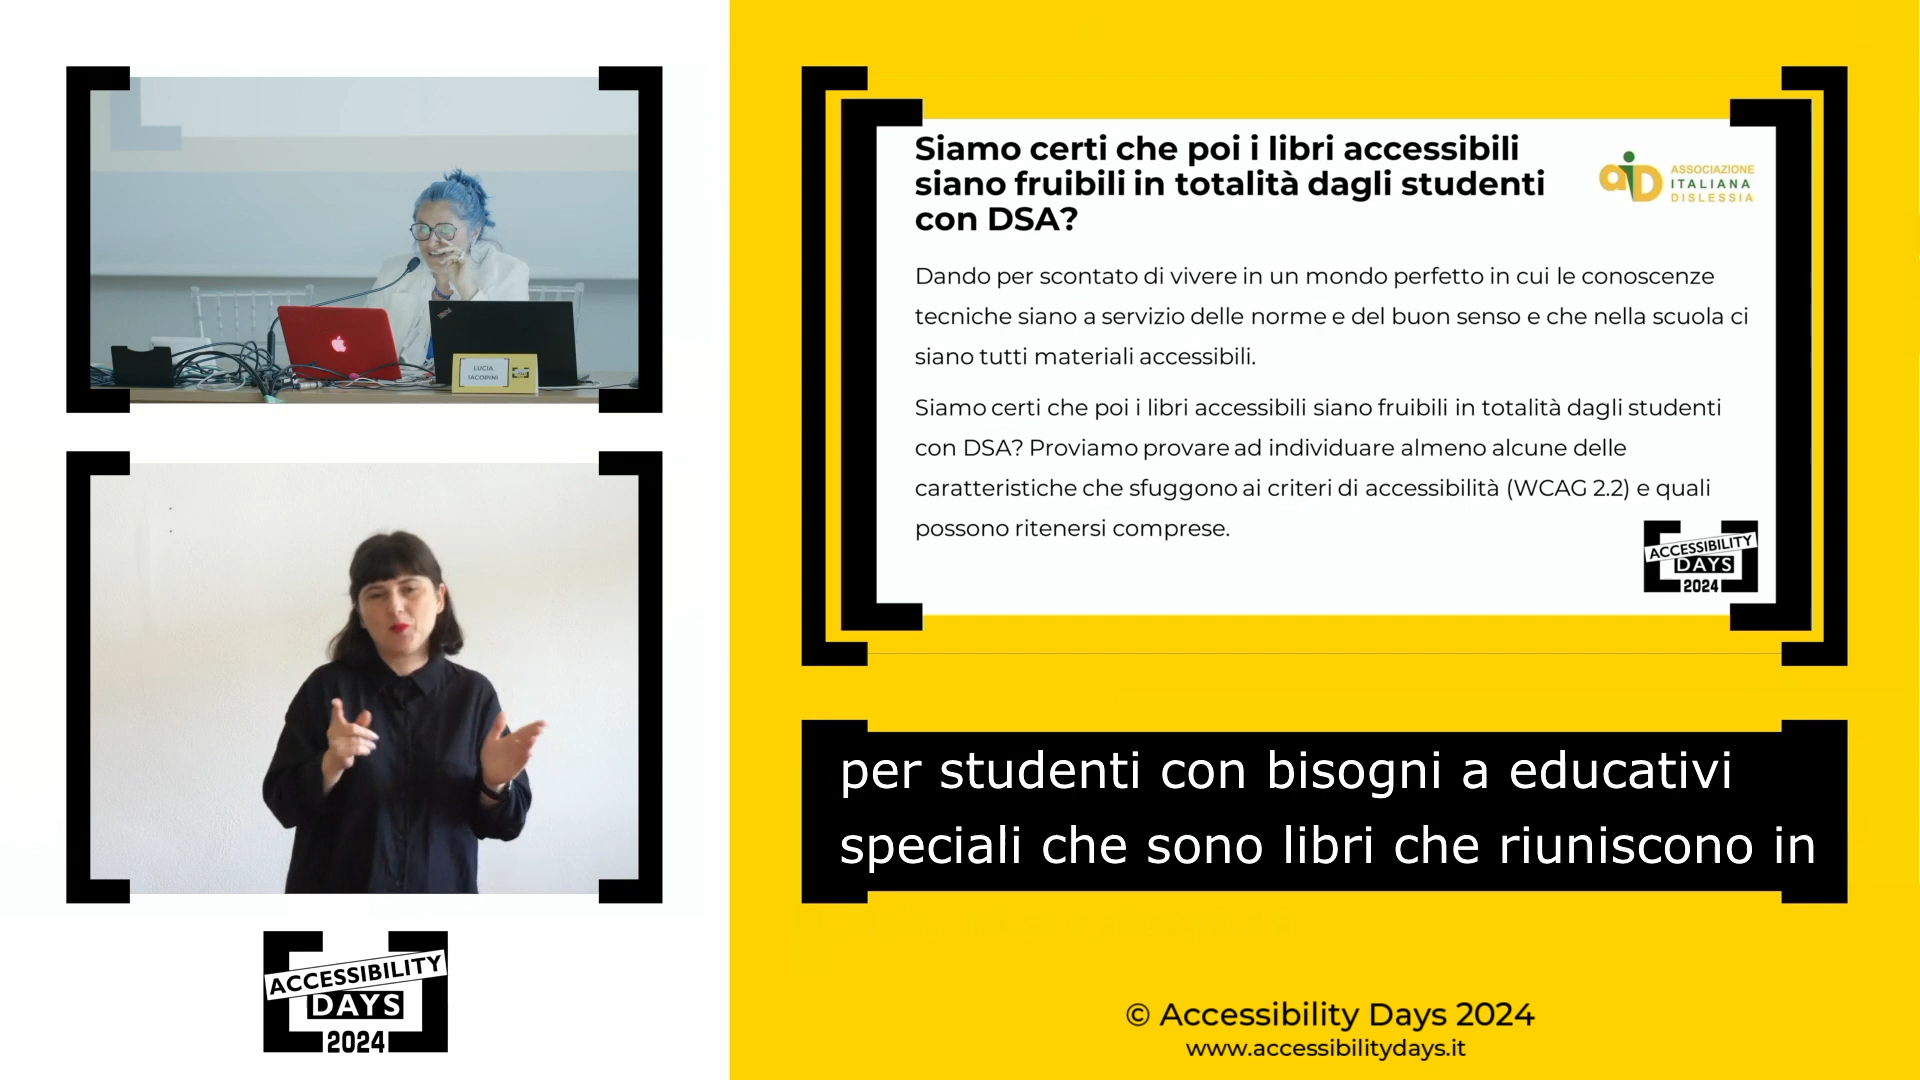 LUCIA
IACOPINI
ACCESSIBILITY
DAYS
2024
Siamo certi che poi i libri accessibili
siano fruibili in totalità dagli studenti
con DSA?
aiD ASSOCIAZIONE
ITALIANA
DISLESSIA
Dando per scontato di vivere in un mondo perfetto in cui le conoscenze
tecniche siano a servizio delle norme e del buon senso e che nella scuola ci
siano tutti materiali accessibili.
Siamo certi che poi i libri accessibili siano fruibili in totalità dagli studenti
con DSA? Proviamo provare ad individuare almeno alcune delle
caratteristiche che sfuggono ai criteri di accessibilità (WCAG 2.2) e quali
possono ritenersi comprese.
ACCESSIBILITY
DAYS
2024
per studenti con bisogni a educativi
speciali che sono libri che riuniscono in
© Accessibility Days 2024
www.accessibilitydays.it